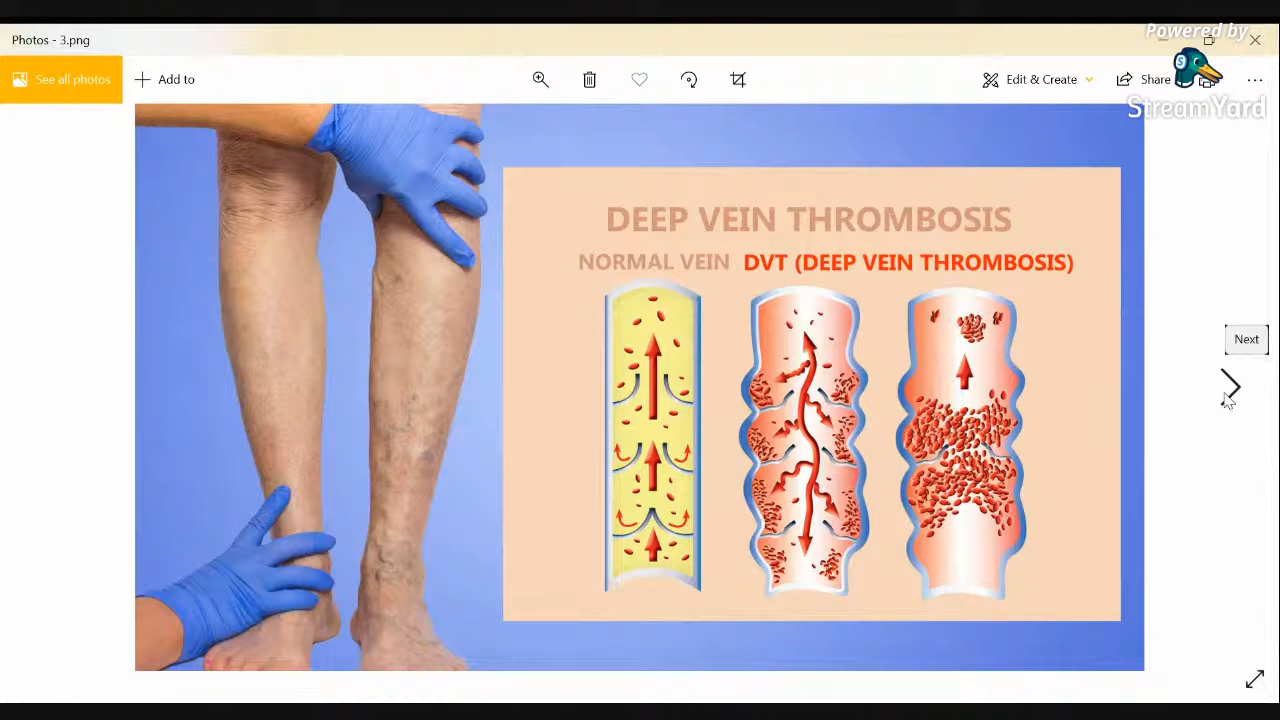 Powered by
Photos - 3.png
See all photos
Add to
Edit & Create
Share
StreamYard
DEEP VEIN THROMBOSIS
NORMAL VEIN DVT (DEEP VEIN THROMBOSIS)
Next